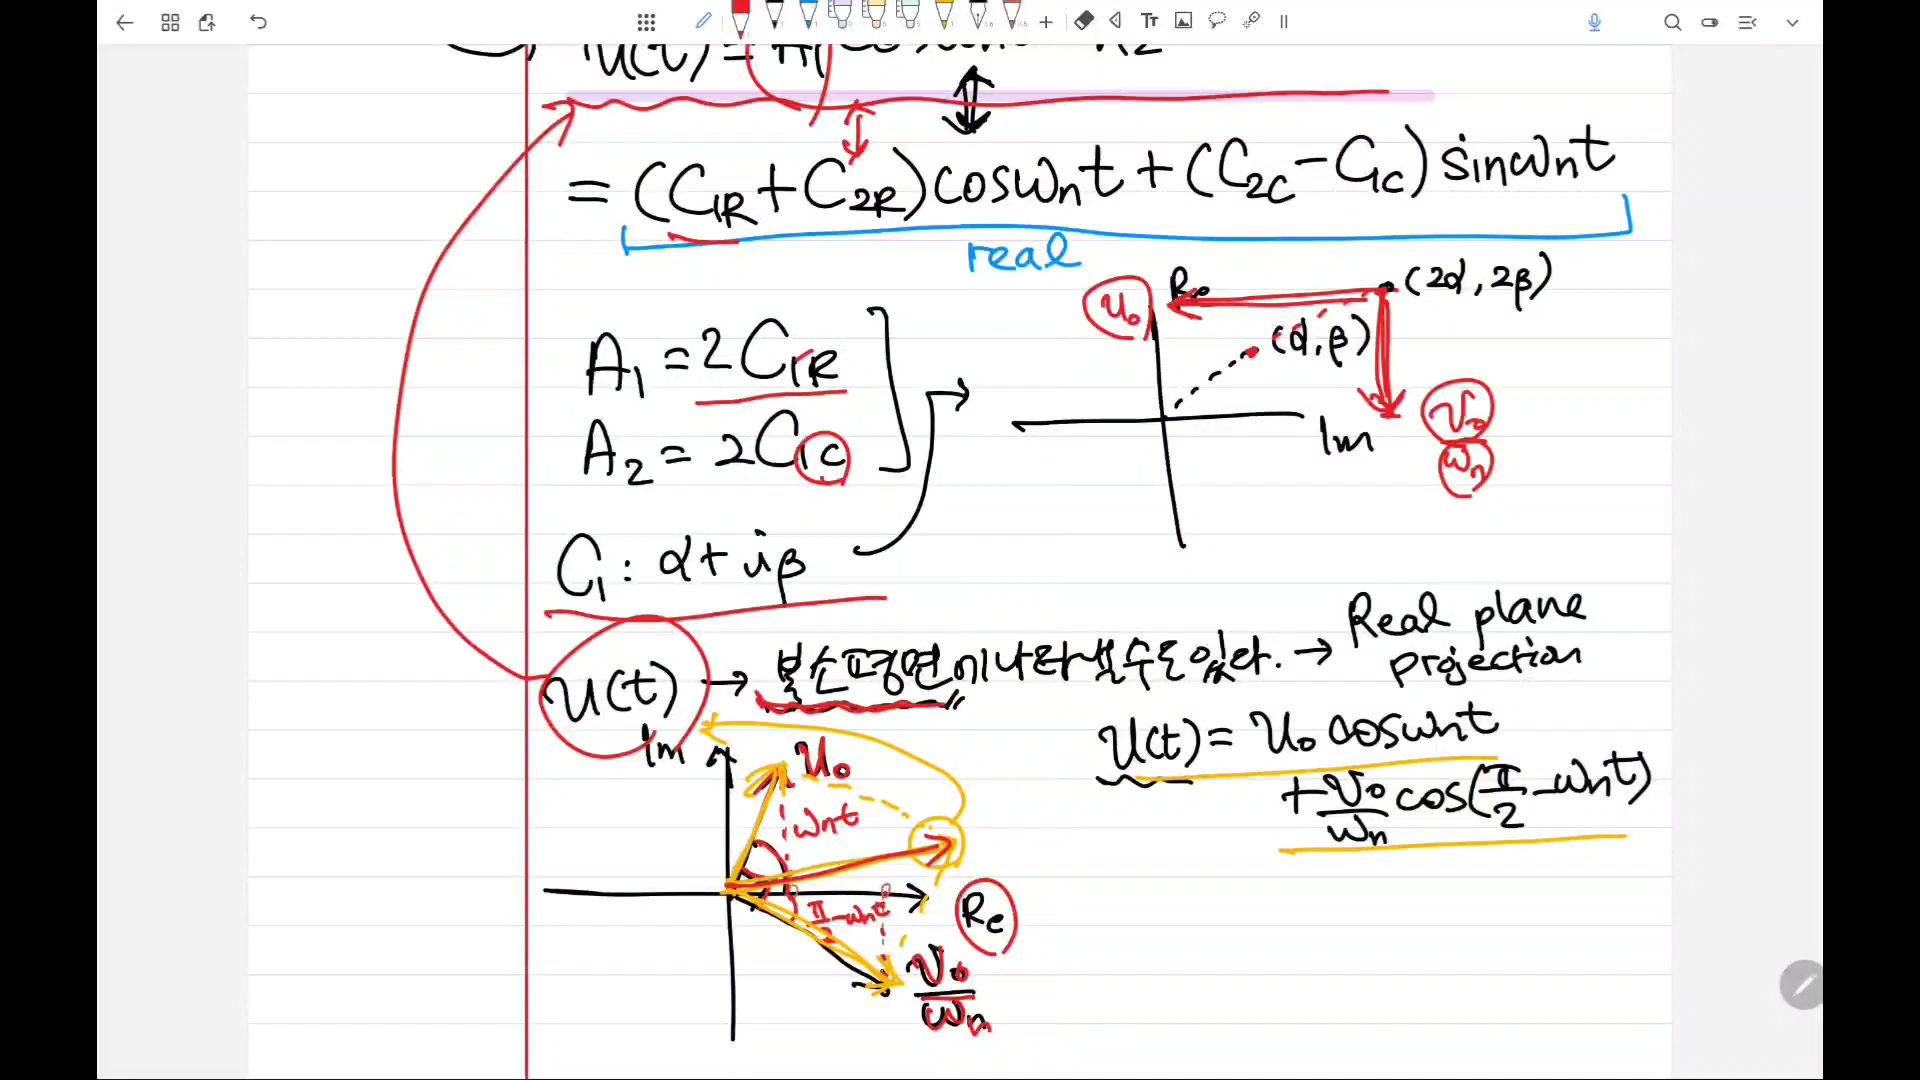 = (C1R + C2R) cosωnt + (C2C - C1C) sinωnt
real
u0
Re
(2α, 2β)
(α, β)
A1 = 2C1R
A2 = 2C1C
Im
v0
ωn
C1 : α + iβ
u(t) → 복소평면에 나타낼 수도 있다. → Real plane
projection
u(t) = u0 cosωnt
+ v0/ωn cos(π/2 - ωnt)
Im
u0
ωnt
π/2 - ωnt
Re
v0
ωn